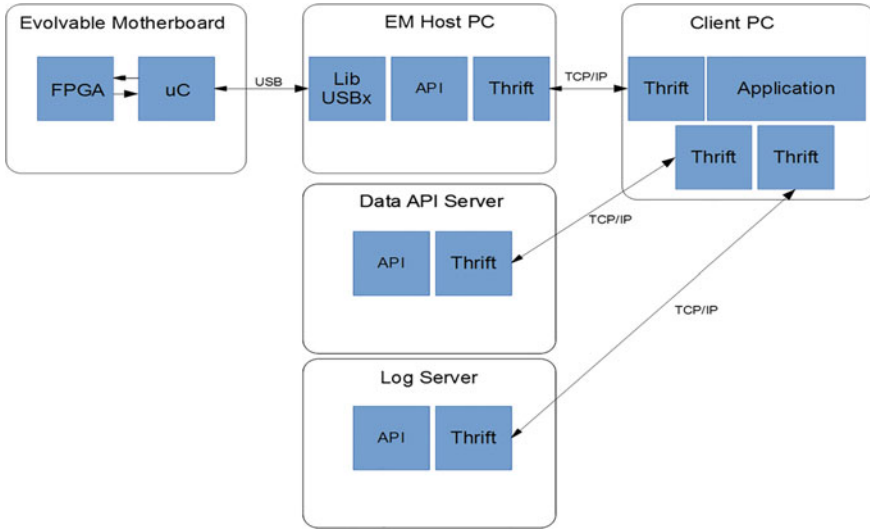 Evolvable Motherboard
EM Host PC
Client PC
FPGA
uC
USB
Lib
USBx
API
Thrift
TCP/IP
Thrift
Application
Thrift
Thrift
Data API Server
TCP/IP
API
Thrift
TCP/IP
Log Server
API
Thrift